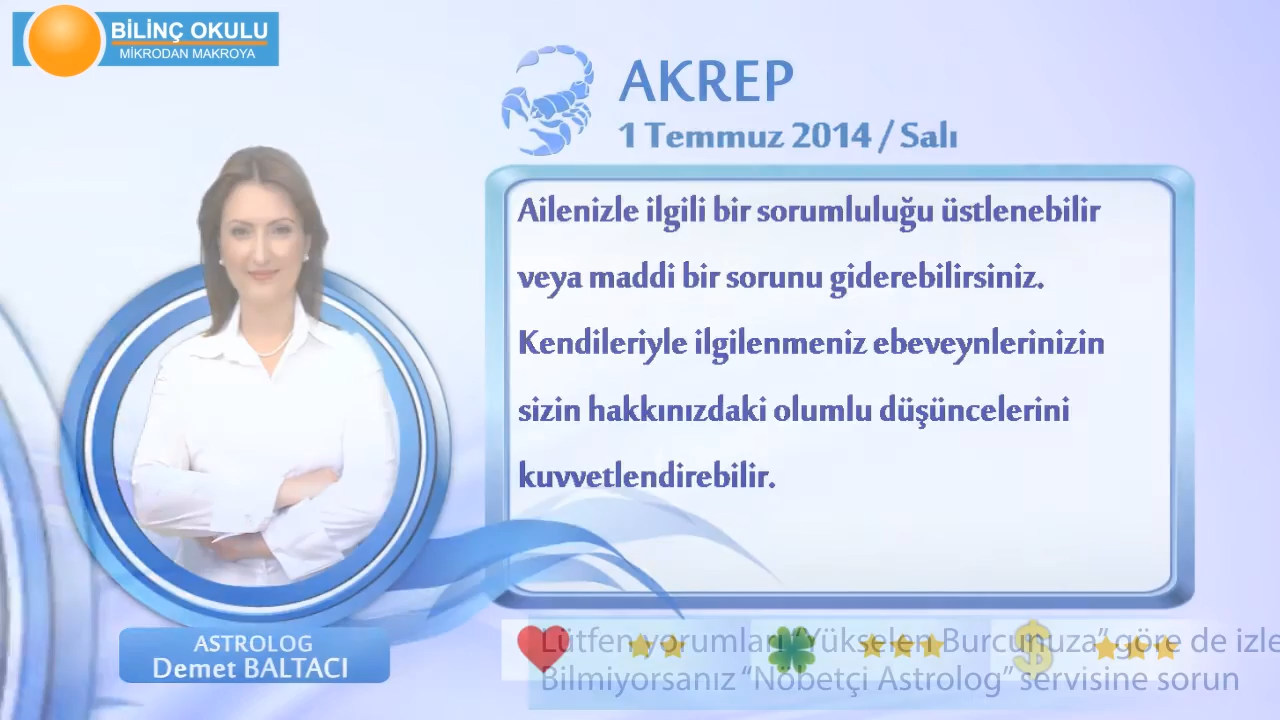 BİLİNÇ OKULU
MİKRODAN MAKROYA
AKREP
1 Temmuz 2014 / Salı
Ailenizle ilgili bir sorumluluğu üstlenebilir
veya maddi bir sorunu giderebilirsiniz.
Kendileriyle ilgilenmeniz ebeveynlerinizin
sizin hakkınızdaki olumlu düşüncelerini
kuvvetlendirebilir.
ASTROLOG
Demet BALTACI
Lütfen yorumları "Yükselen Burcunuza" göre de izle
Bilmiyorsanız "Nöbetçi Astrolog" servisine sorun